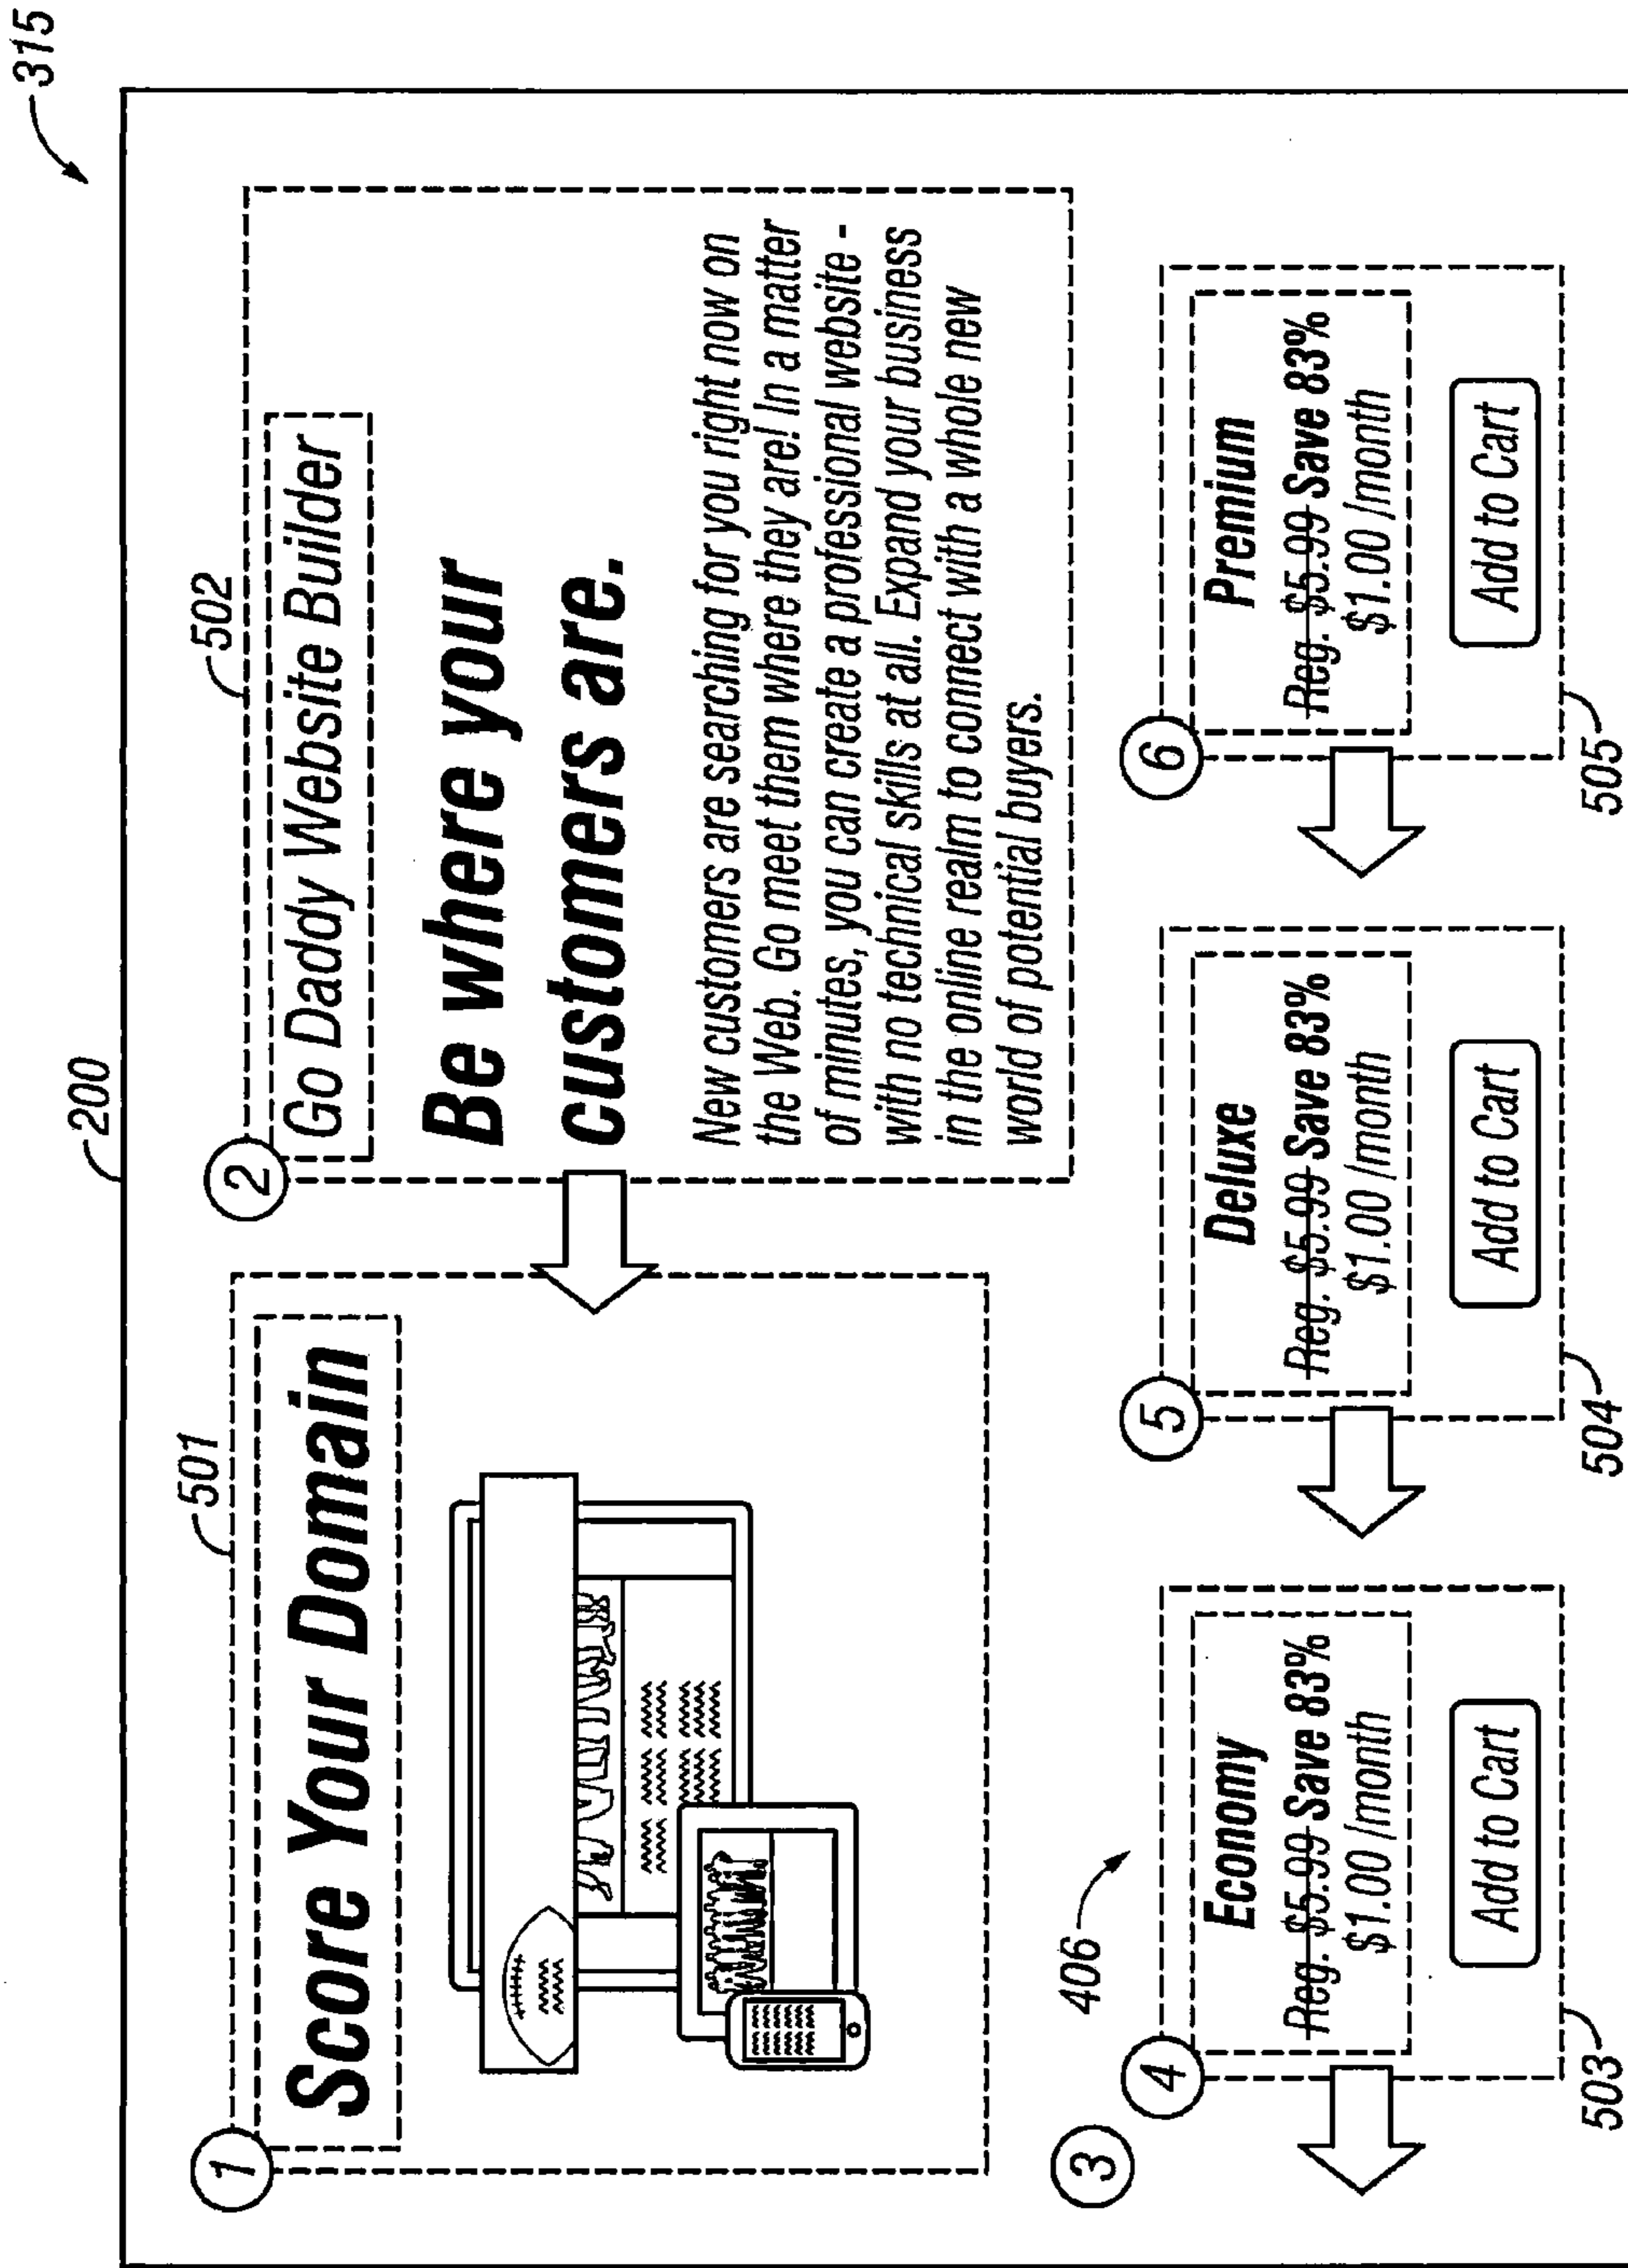 315
200
501
502
1
Score Your Domain
2
Go Daddy Website Builder
Be where your
customers are.
New customers are searching for you right now on
the Web. Go meet them where they are! In a matter
of minutes, you can create a professional website -
with no technical skills at all. Expand your business
in the online realm to connect with a whole new
world of potential buyers.
3
406
4
Economy
Reg. $5.99 Save 83%
$1.00 /month
Add to Cart
503
5
Deluxe
Reg. $5.99 Save 83%
$1.00 /month
Add to Cart
504
6
Premium
Reg. $5.99 Save 83%
$1.00 /month
Add to Cart
505